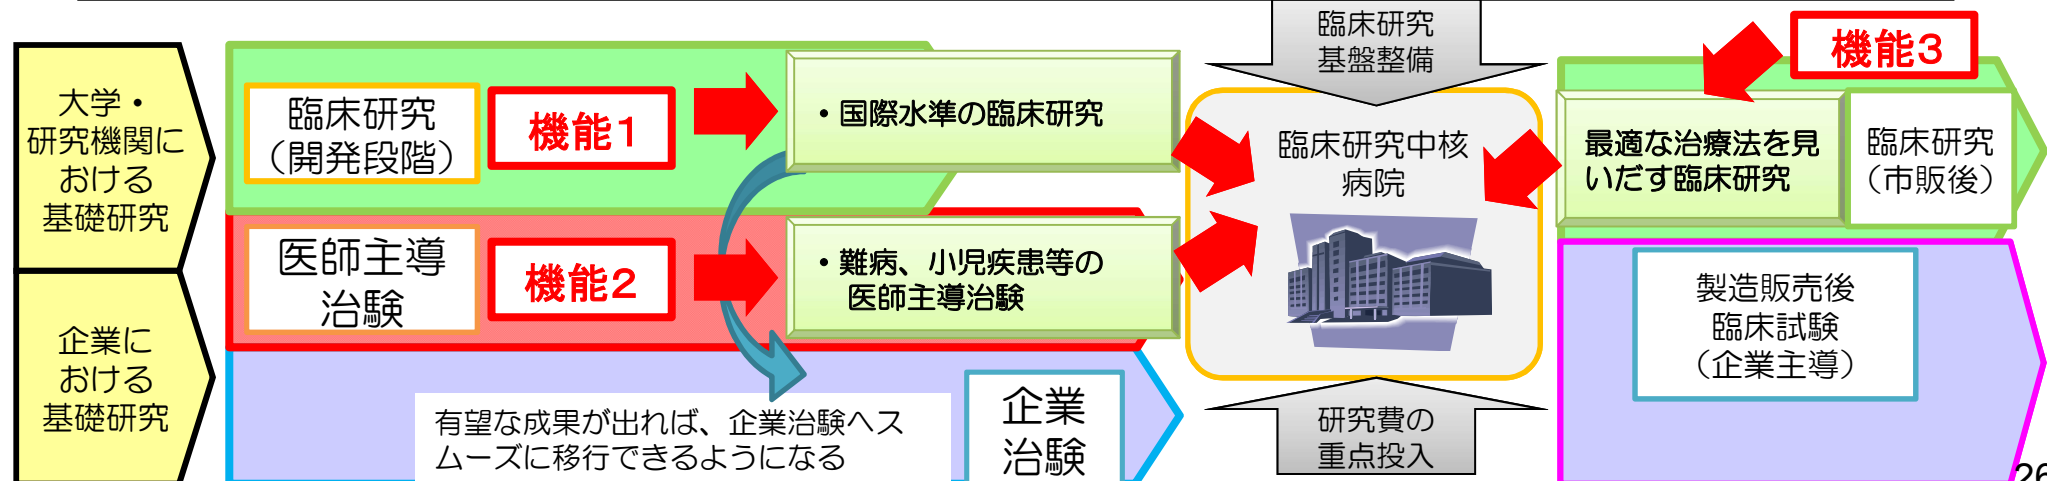 大学・
研究機関に
おける
基礎研究
企業に
おける
基礎研究
臨床研究
（開発段階）
機能1
・国際水準の臨床研究
医師主導
治験
機能2
・難病、小児疾患等の
医師主導治験
有望な成果が出れば、企業治験へス
ムーズに移行できるようになる
企業
治験
臨床研究
基盤整備
臨床研究中核
病院
研究費の
重点投入
機能3
最適な治療法を見
いだす臨床研究
臨床研究
（市販後）
製造販売後
臨床試験
（企業主導）
26